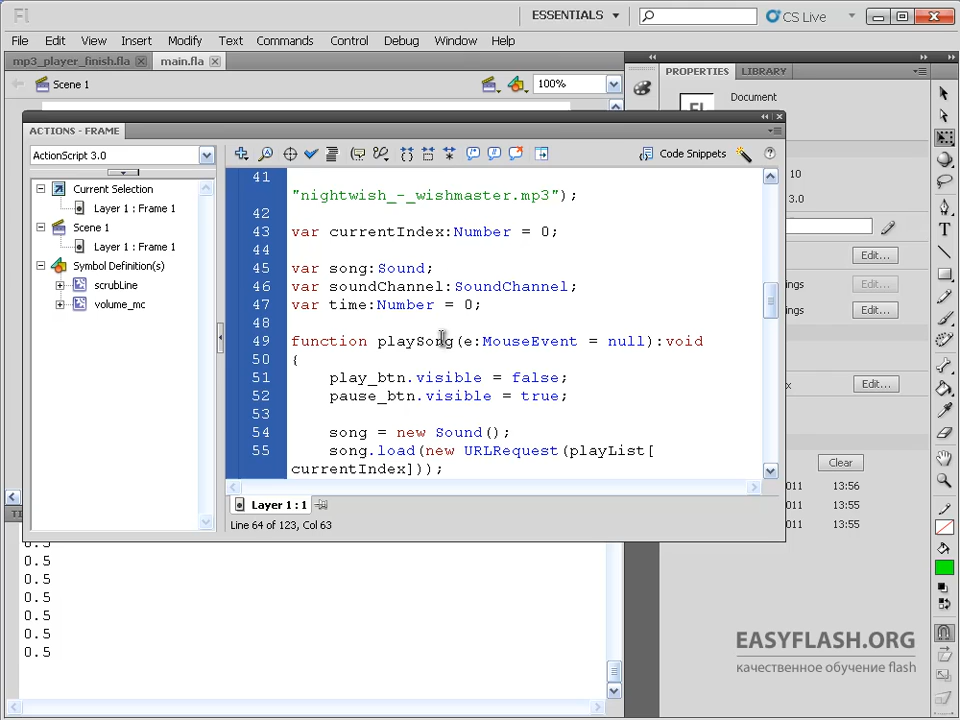 Fl
ESSENTIALS
CS Live
File Edit View Insert Modify Text Commands Control Debug Window Help
mp3_player_finish.fla main.fla
Scene 1
100%
PROPERTIES LIBRARY
Document
ACTIONS - FRAME
ActionScript 3.0
Code Snippets
Current Selection
Layer 1 : Frame 1
Scene 1
Layer 1 : Frame 1
Symbol Definition(s)
scrubLine
volume_mc
41
"nightwish_-_wishmaster.mp3");
42
43 var currentIndex:Number = 0;
44
45 var song:Sound;
46 var soundChannel:SoundChannel;
47 var time:Number = 0;
48
49 function playSong(e:MouseEvent = null):void
50 {
51 play_btn.visible = false;
52 pause_btn.visible = true;
53
54 song = new Sound();
55 song.load(new URLRequest(playList[
currentIndex]));
Layer 1 : 1
Line 64 of 123, Col 63
10
3.0
Edit...
ngs Edit...
ngs Edit...
x Edit...
Clear
011 13:56
011 13:55
011 13:55
0.5
0.5
0.5
0.5
0.5
0.5
0.5
EASYFLASH.ORG
качественное обучение flash